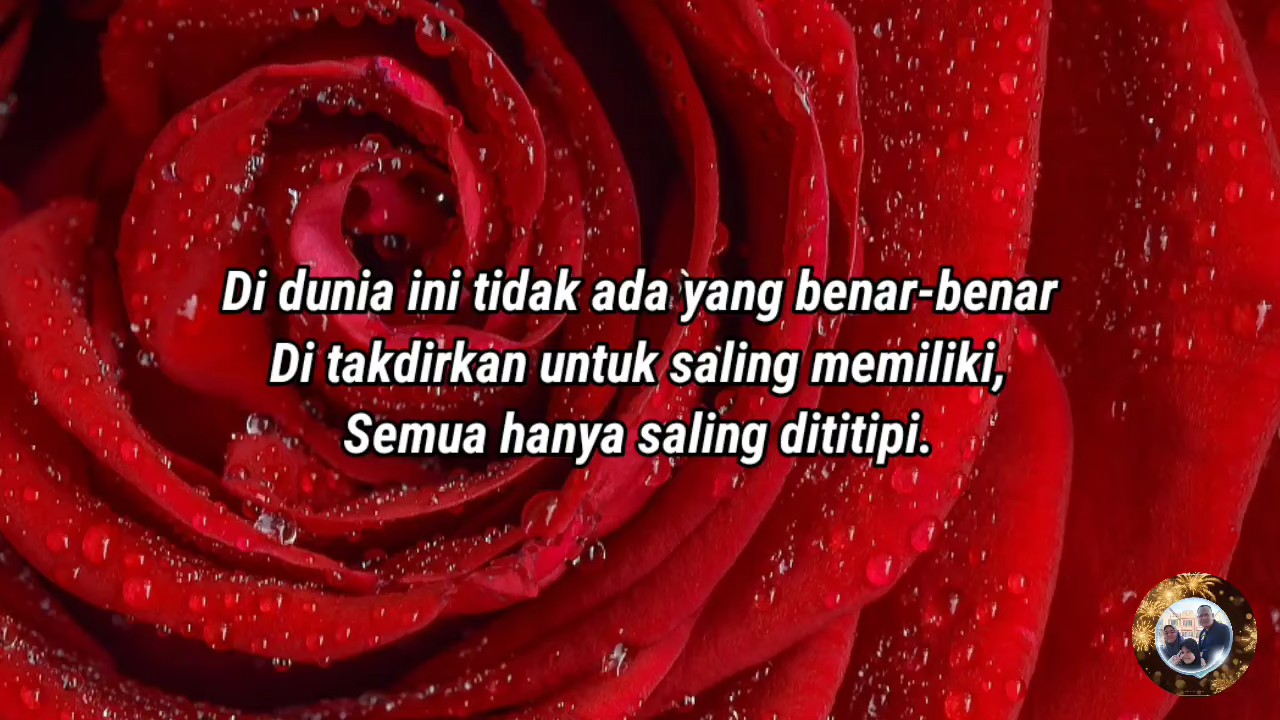 Di dunia ini tidak ada yang benar-benar
Di takdirkan untuk saling memiliki,
Semua hanya saling dititipi.